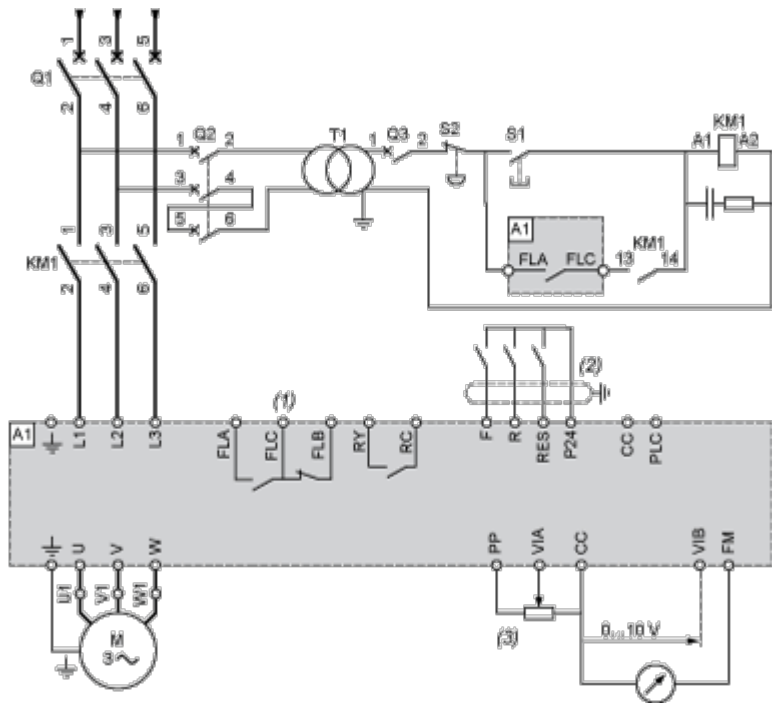 1 3 5
Q1
2 4 6
1 Q2 2
3 4
5 6
T1
1 Q3 2
S2
S1
KM1
A1 A2
A1
FLA FLC
13 KM1 14
1 3 5
KM1
2 4 6
(1)
(2)
A1
L1 L2 L3
FLA FLC FLB RY RC
F R RES P24 CC PLC
U V W
PP VIA CC VIB FM
U1 V1 W1
M
3
(3)
0...10 V